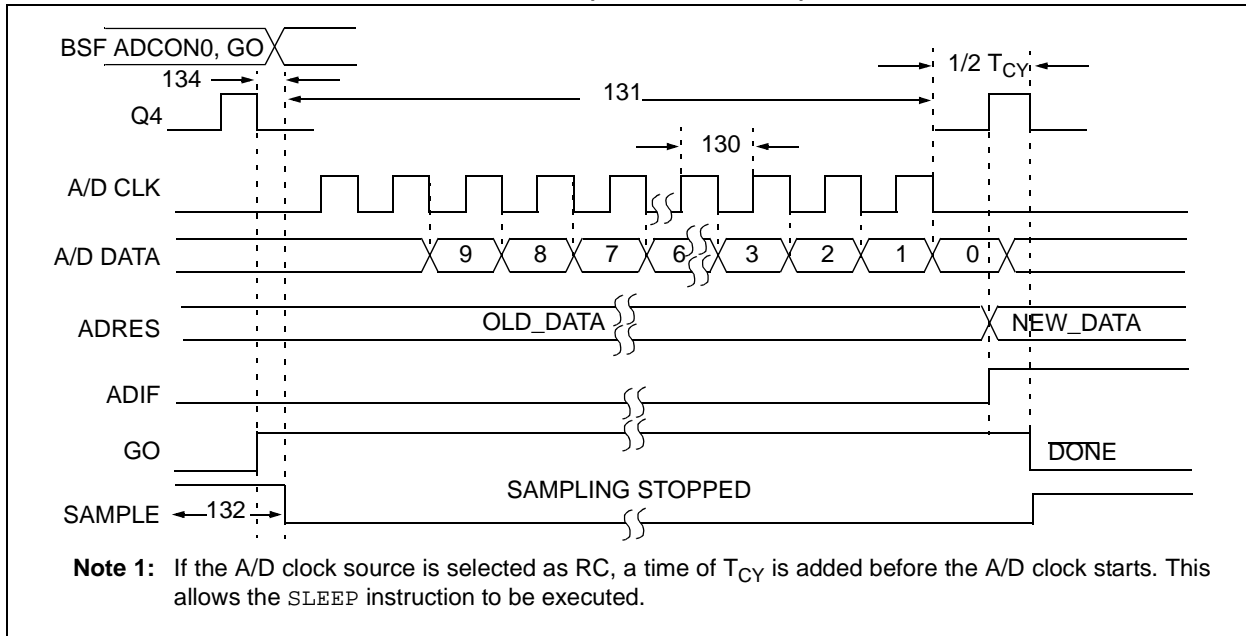 BSF ADCON0, GO
134
1/2 TCY
131
Q4
130
A/D CLK
A/D DATA
9 8 7 6 3 2 1 0
ADRES
OLD_DATA
NEW_DATA
ADIF
GO
DONE
SAMPLING STOPPED
SAMPLE
132
Note 1: If the A/D clock source is selected as RC, a time of TCY is added before the A/D clock starts. This
allows the SLEEP instruction to be executed.